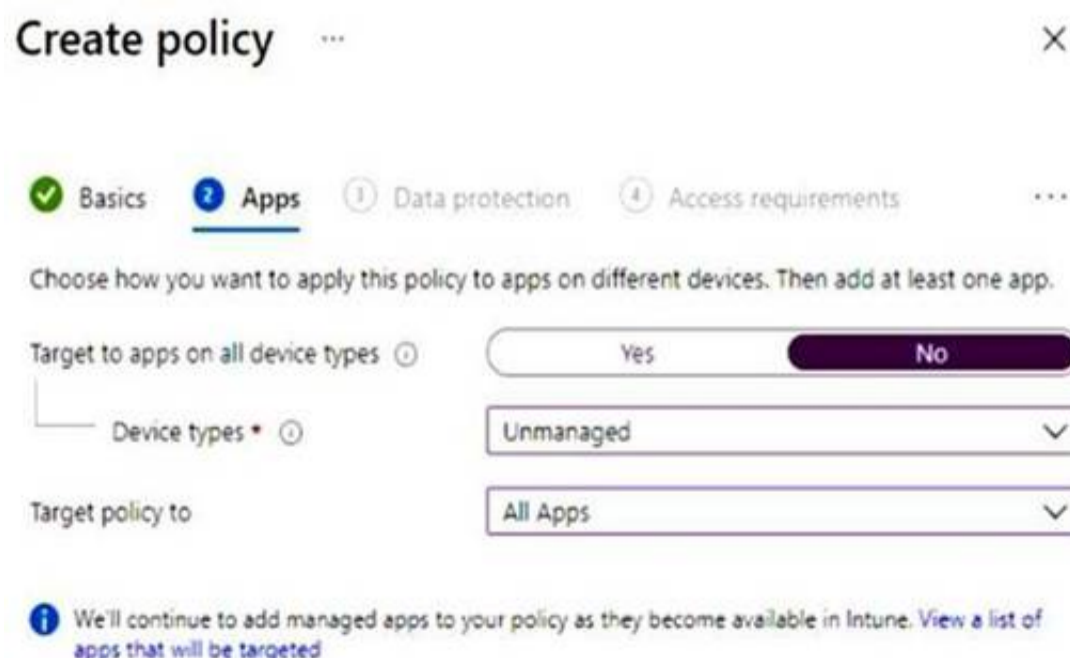 Create policy ...
2 Apps
Basics
3 Data protection
4 Access requirements
...
Choose how you want to apply this policy to apps on different devices. Then add at least one app.
Target to apps on all device types
Yes
No
Device types *
Unmanaged
Target policy to
All Apps
We'll continue to add managed apps to your policy as they become available in Intune. View a list of
apps that will be targeted